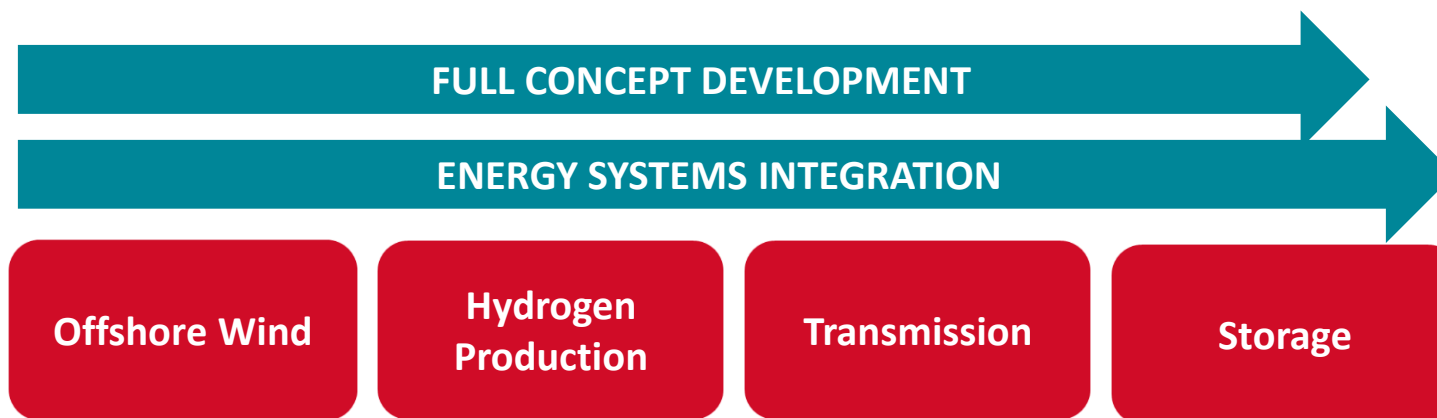 FULL CONCEPT DEVELOPMENT
ENERGY SYSTEMS INTEGRATION
Offshore Wind
Hydrogen
Production
Transmission
Storage